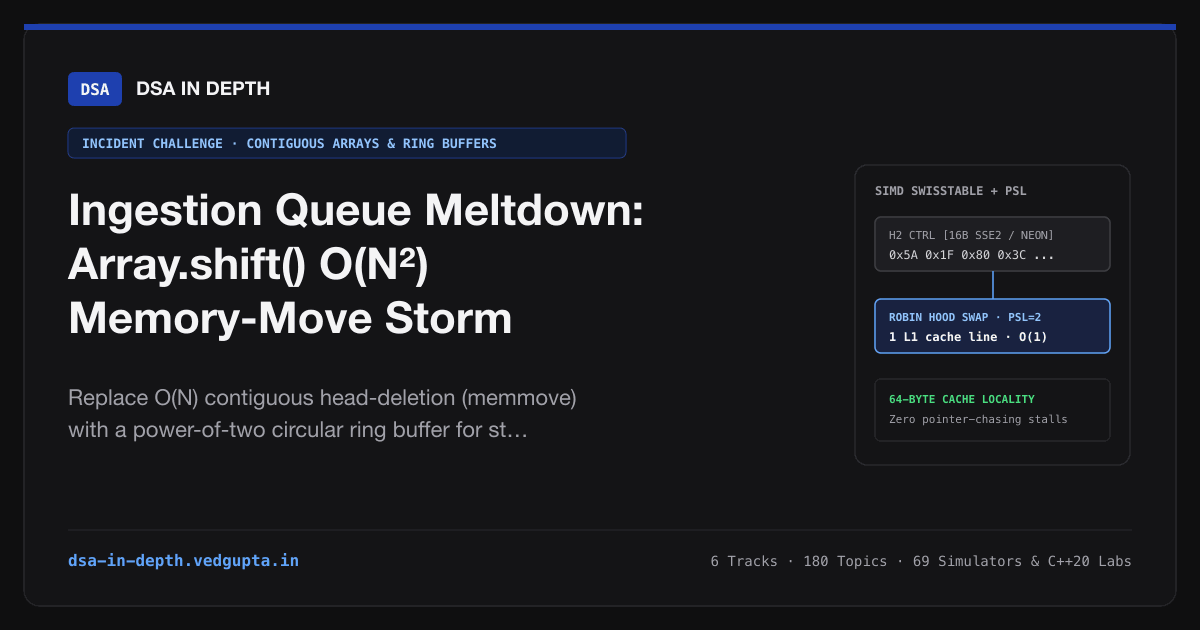 DSA
DSA IN DEPTH
INCIDENT CHALLENGE · CONTIGUOUS ARRAYS & RING BUFFERS
Ingestion Queue Meltdown:
Array.shift() O(N²)
Memory-Move Storm
Replace O(N) contiguous head-deletion (memmove)
with a power-of-two circular ring buffer for st…
SIMD SWISSTABLE + PSL
H2 CTRL [16B SSE2 / NEON]
0x5A 0x1F 0x80 0x3C ...
ROBIN HOOD SWAP · PSL=2
1 L1 cache line · O(1)
64-BYTE CACHE LOCALITY
Zero pointer-chasing stalls
dsa-in-depth.vedgupta.in
6 Tracks · 180 Topics · 69 Simulators & C++20 Labs